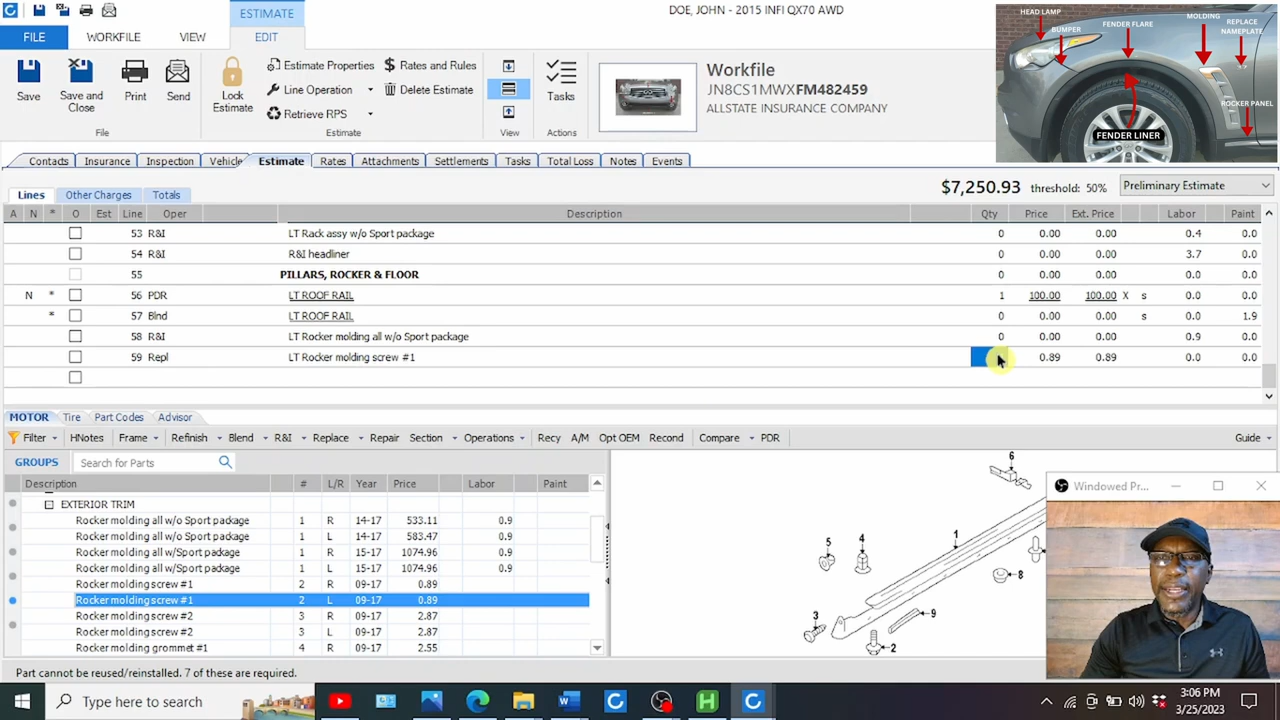 ESTIMATE
DOE, JOHN - 2015 INFI QX70 AWD
FILE
WORKFILE
VIEW
EDIT
Save
Save and Close
Print
Send
File
Lock Estimate
Estimate Properties
Rates and Rules
Line Operation
Delete Estimate
Retrieve RPS
Estimate
View
Tasks
Actions
Workfile
JN8CS1MWXFM482459
ALLSTATE INSURANCE COMPANY
HEAD LAMP
BUMPER
FENDER FLARE
MOLDING
REPLACE NAMEPLATE
ROCKER PANEL
FENDER LINER
Contacts Insurance Inspection Vehicle Estimate Rates Attachments Settlements Tasks Total Loss Notes Events
Lines Other Charges Totals
$7,250.93 threshold: 50% Preliminary Estimate
A N * O Est Line Oper Description Qty Price Ext. Price Labor Paint
53 R&I LT Rack assy w/o Sport package 0 0.00 0.00 0.4 0.0
54 R&I R&I headliner 0 0.00 0.00 3.7 0.0
55 PILLARS, ROCKER & FLOOR 0 0.00 0.00 0.0 0.0
N * 56 PDR LT ROOF RAIL 1 100.00 100.00 X s 0.0 0.0
* 57 Blnd LT ROOF RAIL 0 0.00 0.00 s 0.0 1.9
58 R&I LT Rocker molding all w/o Sport package 0 0.00 0.00 0.9 0.0
59 Repl LT Rocker molding screw #1 0.89 0.89 0.0 0.0
MOTOR Tire Part Codes Advisor
Filter HNotes Frame Refinish Blend R&I Replace Repair Section Operations Recy A/M Opt OEM Recond Compare PDR Guide
GROUPS Search for Parts
Description # L/R Year Price Labor Paint
EXTERIOR TRIM
Rocker molding all w/o Sport package 1 R 14-17 533.11 0.9
Rocker molding all w/o Sport package 1 L 14-17 583.47 0.9
Rocker molding all w/Sport package 1 R 15-17 1074.96 0.9
Rocker molding all w/Sport package 1 L 15-17 1074.96 0.9
Rocker molding screw #1 R 09-17 0.89
Rocker molding screw #1 2 L 09-17 0.89
Rocker molding screw #2 3 R 09-17 2.87
Rocker molding screw #2 3 L 09-17 2.87
Rocker molding grommet #1 4 R 09-17 2.55
6
1
5
4
8
9
3
2
Windowed Pr...
Part cannot be reused/reinstalled. 7 of these are required.
Type here to search
3:06 PM
3/25/2023